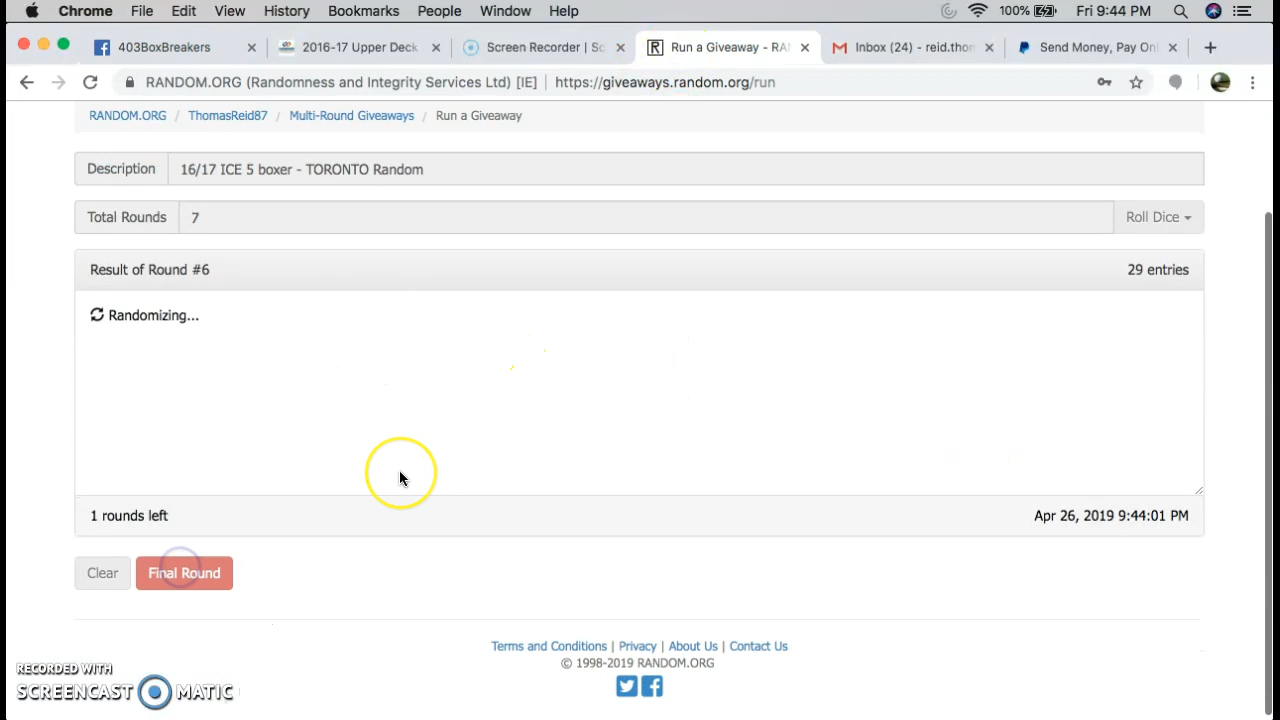 Chrome File Edit View History Bookmarks People Window Help 100% Fri 9:44 PM
403BoxBreakers 2016-17 Upper Deck Screen Recorder | Sc Run a Giveaway - RAN Inbox (24) - reid.thom Send Money, Pay Onl
RANDOM.ORG (Randomness and Integrity Services Ltd) [IE] https://giveaways.random.org/run
RANDOM.ORG / ThomasReid87 / Multi-Round Giveaways / Run a Giveaway
Description 16/17 ICE 5 boxer - TORONTO Random
Total Rounds 7 Roll Dice
Result of Round #6 29 entries
Randomizing...
1 rounds left Apr 26, 2019 9:44:01 PM
Clear Final Round
Terms and Conditions | Privacy | About Us | Contact Us
© 1998-2019 RANDOM.ORG
RECORDED WITH
SCREENCAST MATIC